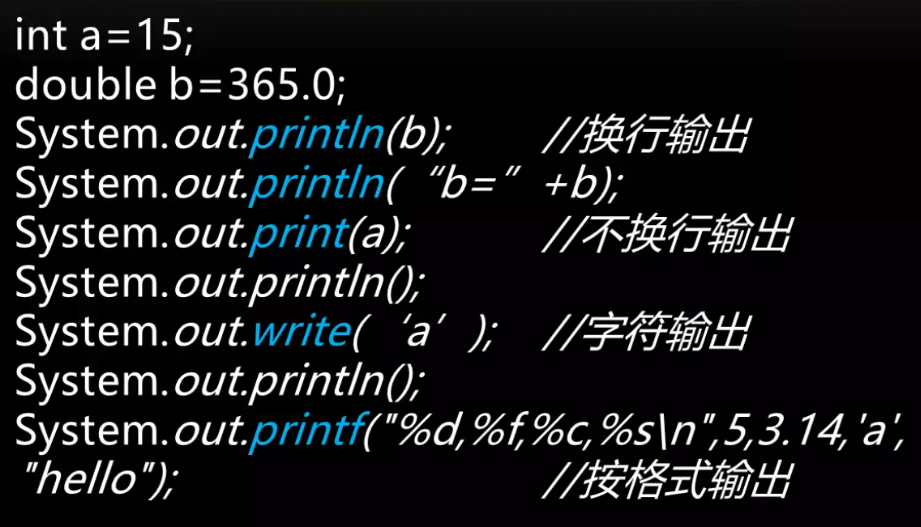 int a=15;
double b=365.0;
System.out.println(b); //换行输出
System.out.println(“b=”+b);
System.out.print(a); //不换行输出
System.out.println();
System.out.write(‘a’); //字符输出
System.out.println();
System.out.printf("%d,%f,%c,%s\n",5,3.14,'a',
"hello"); //按格式输出